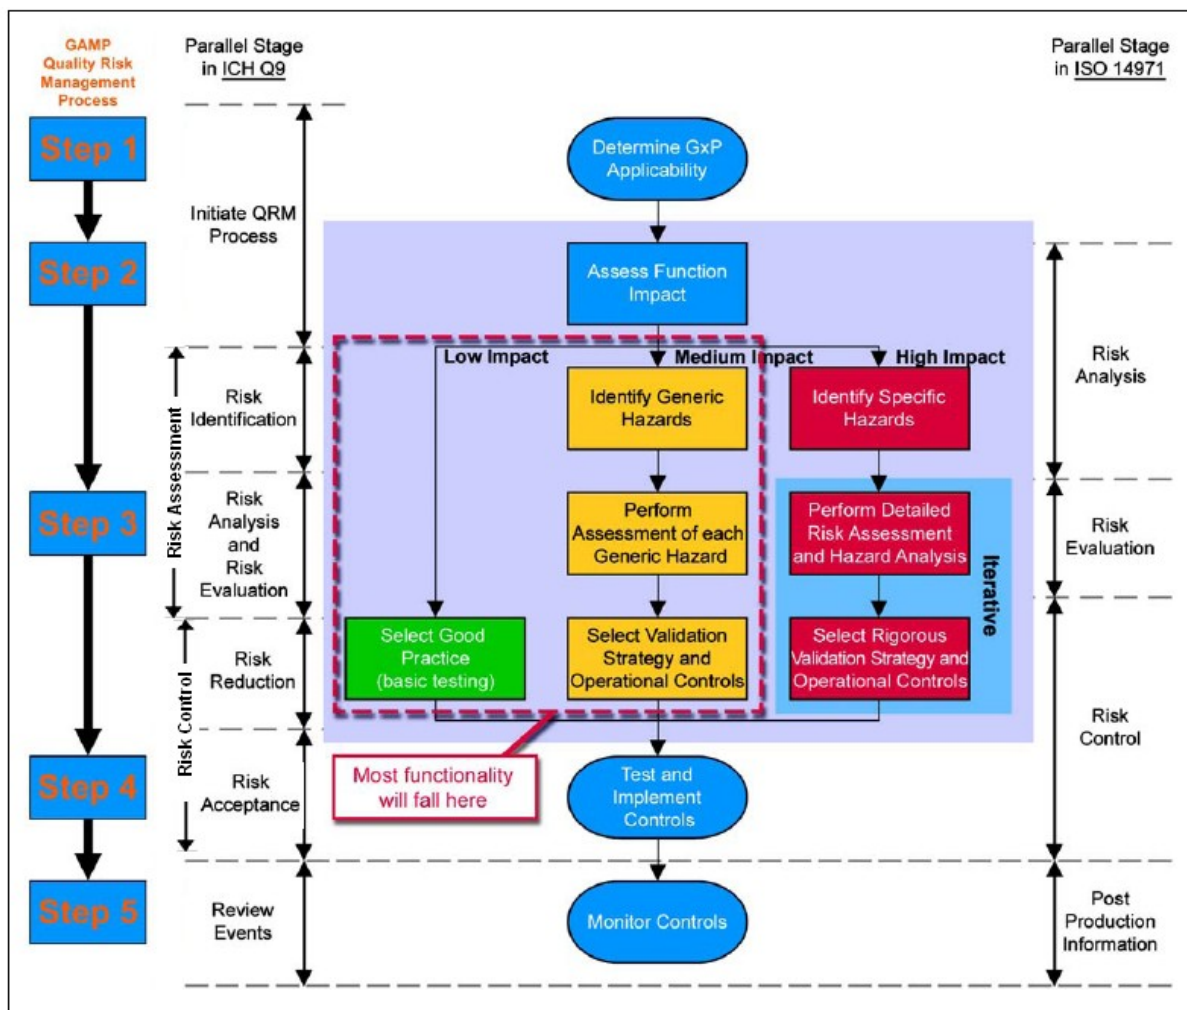 GAMP
Quality Risk
Management
Process
Parallel Stage
in ICH Q9
Parallel Stage
in ISO 14971
Step 1
Step 2
Step 3
Step 4
Step 5
Risk Assessment
Risk Control
Initiate QRM
Process
Risk
Identification
Risk
Analysis
and
Risk
Evaluation
Risk
Reduction
Risk
Acceptance
Review
Events
Determine GxP
Applicability
Assess Function
Impact
Low Impact
Medium Impact
High Impact
Identify Generic
Hazards
Identify Specific
Hazards
Perform
Assessment of each
Generic Hazard
Perform Detailed
Risk Assessment
and Hazard Analysis
Iterative
Select Good
Practice
(basic testing)
Select Validation
Strategy and
Operational Controls
Select Rigorous
Validation Strategy and
Operational Controls
Most functionality
will fall here
Test and
Implement
Controls
Monitor Controls
Risk
Analysis
Risk
Evaluation
Risk
Control
Post
Production
Information